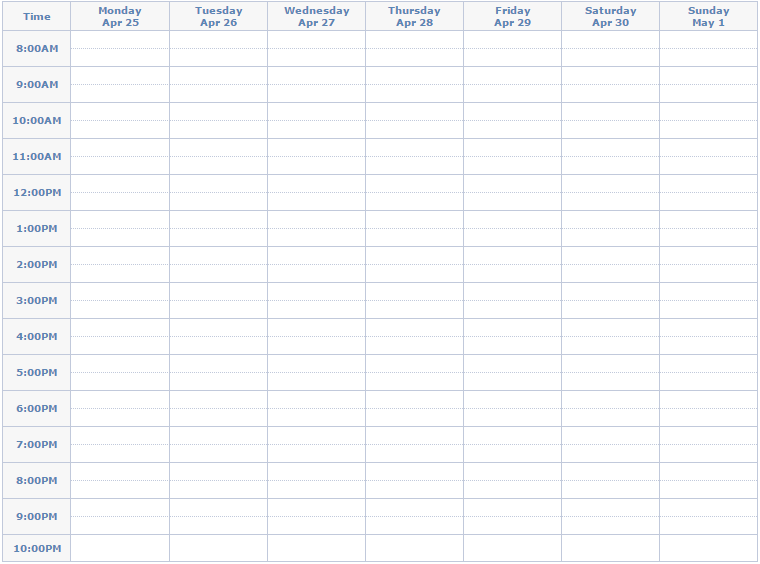 Time Monday Tuesday Wednesday Thursday Friday Saturday Sunday
Apr 25 Apr 26 Apr 27 Apr 28 Apr 29 Apr 30 May 1
8:00AM
9:00AM
10:00AM
11:00AM
12:00PM
1:00PM
2:00PM
3:00PM
4:00PM
5:00PM
6:00PM
7:00PM
8:00PM
9:00PM
10:00PM